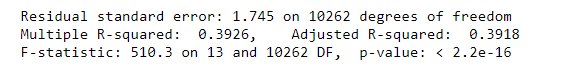 Residual standard error: 1.745 on 10262 degrees of freedom
Multiple R-squared:  0.3926,    Adjusted R-squared:  0.3918
F-statistic: 510.3 on 13 and 10262 DF,  p-value: < 2.2e-16